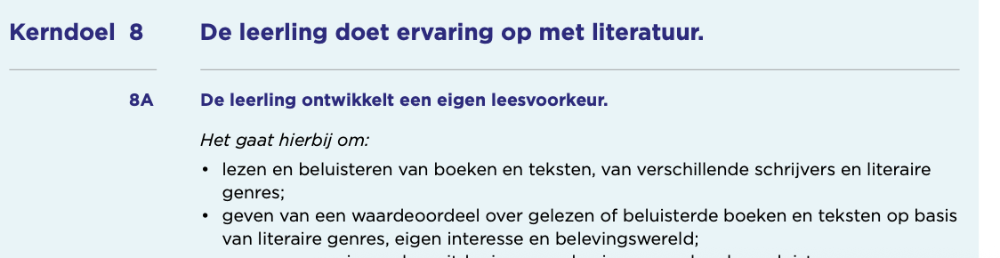 Kerndoel 8 De leerling doet ervaring op met literatuur.
8A De leerling ontwikkelt een eigen leesvoorkeur.
Het gaat hierbij om:
• lezen en beluisteren van boeken en teksten, van verschillende schrijvers en literaire
genres;
• geven van een waardeoordeel over gelezen of beluisterde boeken en teksten op basis
van literaire genres, eigen interesse en belevingswereld;